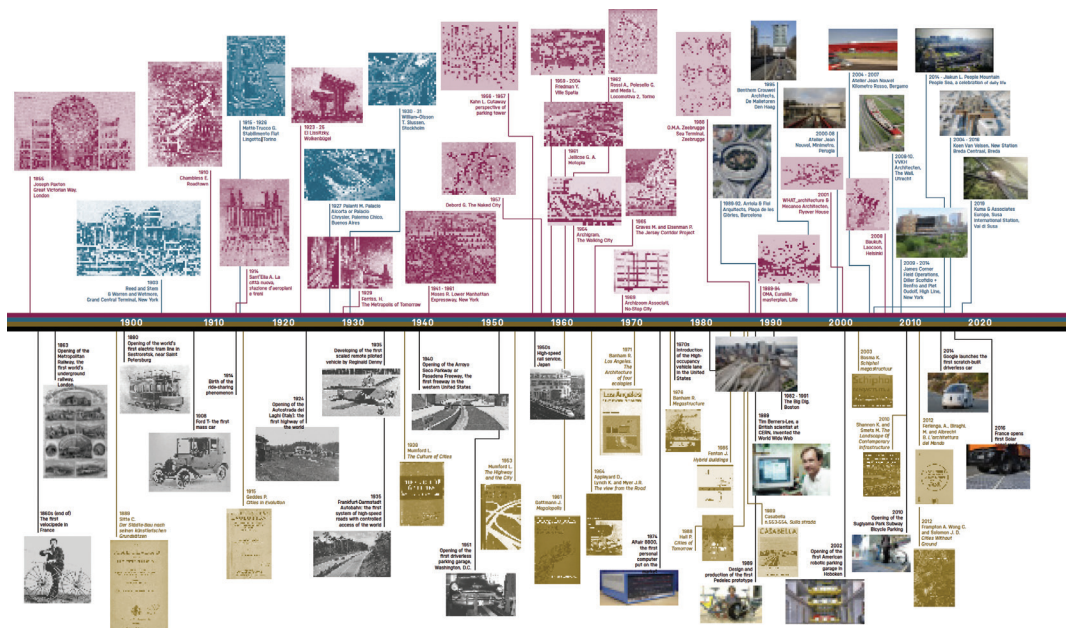 1855
Joseph Paxton
Great Victorian Way,
London
1903
Reed and Stem
& Warren and Wetmore,
Grand Central Terminal, New York
1910
Chambless E.
Roadtown
1915 - 1926
Mattè-Trucco G.
Stabilimento Fiat
Lingotto, Torino
1914
Sant'Elia A. La
città nuova,
stazione d'aeroplani
e treni
1923 - 25
El Lissitzky,
Wolkenbügel
1927 Palanti M. Palacio
Alcorta or Palacio
Chrysler, Palermo Chico,
Buenos Aires
1929
Ferriss. H.
The Metropolis of Tomorrow
1930 - 31
William-Olsson
T. Slussen,
Stockholm
1941 - 1961
Moses R. Lower Manhattan
Expressway, New York
1956 - 1957
Kahn L. Cutaway
perspective of
parking tower
1957
Debord G. The Naked City
1958 - 2004
Friedman Y.
Ville Spatia
1961
Jellicoe G. A.
Motopia
1964
Archigram,
The Walking City
1962
Rossi A., Polesello G.
and Meda L.
Locomotiva 2, Torino
1965
Graves M. and Eisenman P.
The Jersey Corridor Project
1969
Archizoom Associati,
No-Stop City
O.M.A. Zeebrugge
Sea Terminal,
Zeebrugge
1989-92. Arriola & Fiol
Arquitects, Plaça de les
Glòries, Barcelona
1989-94
OMA, Euralille
masterplan, Lille
Benthem Crouwel
Architects,
De Malietoren
Den Haag
Atelier Jean
Nouvel, Minimetro,
Perugia
2001
WHAT_architecture &
Mecanoo Architecten,
Flyover House
2004 - 2007
Atelier Jean Nouvel
Kilometro Rosso, Bergamo
VVKH
Architecten,
The Wall,
Utrecht
Baukuh,
Laocoon,
Helsinki
2006 - 2014
James Corner
Field Operations,
Diller Scofidio +
Renfro and Piet
Oudolf, High Line,
New York
2014 - Jiakun L. People Mountain
People Sea, a celebration of daily life
2004 - 2016
Koen Van Velsen, New Station
Breda Centraal, Breda
2019
Kuma & Associates
Europe, Susa
International Station,
Val di Susa
1900 1910 1920 1930 1940 1950 1960 1970 1980 1990 2000 2010 2020
1863
Opening of the
Metropolitan
Railway, the
first world's
underground
railway,
London
1860s (end of)
The first
velocipede in
France
1880
Opening of the world's
first electric tram line in
Sestroretsk, near Saint
Petersburg
1889
Sitte C.
Der Städte-Bau nach
seinen künstlerischen
Grundsätzen
1908
Ford T- the first
mass car
1914
Birth of the
ride-sharing
phenomenon
1915
Geddes P.
Cities in Evolution
1924
Opening of the
Autostrada dei
Laghi (Italy): the
first highway of
the world
1935
Developing of the first
scaled remote piloted
vehicle by Reginald Denny
1935
Frankfurt-Darmstadt
Autobahn: the first
system of high-speed
roads with controlled
access of the world
1938
Mumford L.
The Culture of Cities
1940
Opening of the Arroyo
Seco Parkway or
Pasadena Freeway, the
first freeway in the
western United States
1951
Opening of the
first driverless
parking garage,
Washington, D.C.
Mumford L.
The Highway
and the City
1960s
High-speed
rail service,
Japan
1961
Gottmann J.
Megalopolis
1964
Appleyard D.,
Lynch K. and Myer J.R.
The view from the Road
1971
Banham R.
Los Angeles.
The
Architecture of
four ecologies
Los Angeles
1974
Altair 8800,
the first
personal
computer
put on the
1976
Banham R.
Megastructure
1970s
Introduction
of the High-
occupancy
vehicle lane
in the United
States
1985
Fenton J.
Hybrid Buildings
Hall P.
Cities of
Tomorrow
1989
Design and
production of the first
Pedelec prototype
1982 - 1991
The Big Dig,
Boston
1989
Tim Berners-Lee, a
British scientist at
CERN, invented the
World Wide Web
1989
Casabella
n.553-554, Sulla strada
CASABELLA
2002
Opening of the
first American
robotic parking
garage in
Hoboken
2003
Bosma K.
Schiphol
megastructuur
Schiphol
2010
Shannon K. and
Smets M. The
Landscape Of
Contemporary
Infrastructure
2010
Opening of the
Sugiyama Park Subway
Bicycle Parking
2012
Ferlenga, A., Biraghi,
M. and Albrecht
B. L'architettura
del Mondo
2012
Frampton A, Wong C.
and Solomon J. D.
Cities Without
Ground
2014
Google launches the
first scratch-built
driverless car
2016
France opens
first Solar